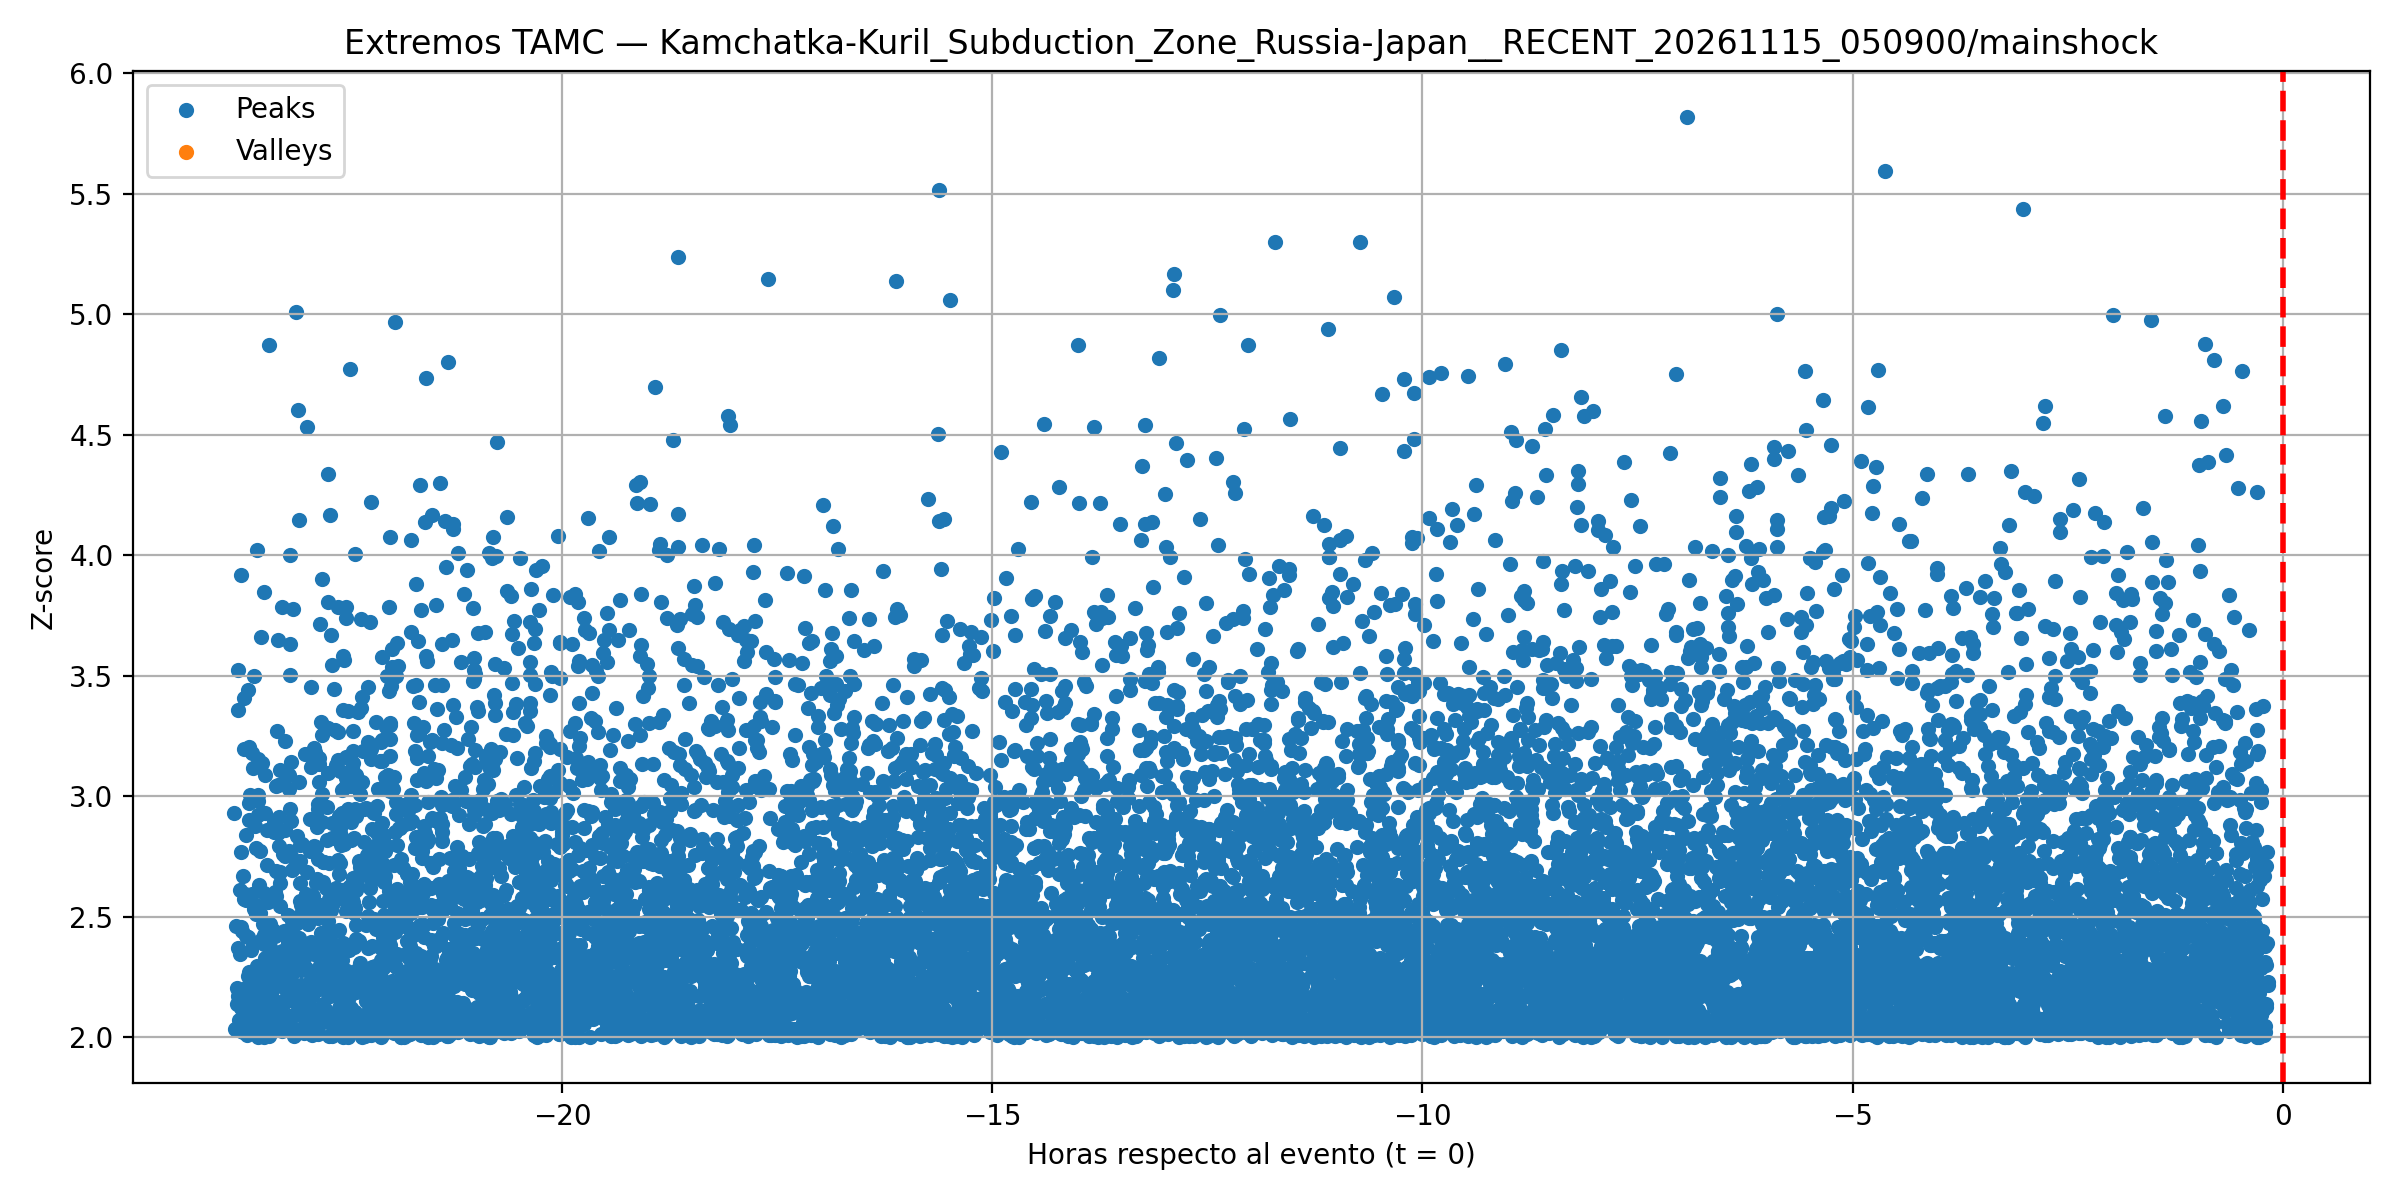 Extremos TAMC — Kamchatka-Kuril_Subduction_Zone_Russia-Japan__RECENT_20261115_050900/mainshock
Peaks
Valleys
Z-score
6.0
5.5
5.0
4.5
4.0
3.5
3.0
2.5
2.0
−20
−15
−10
−5
0
Horas respecto al evento (t = 0)